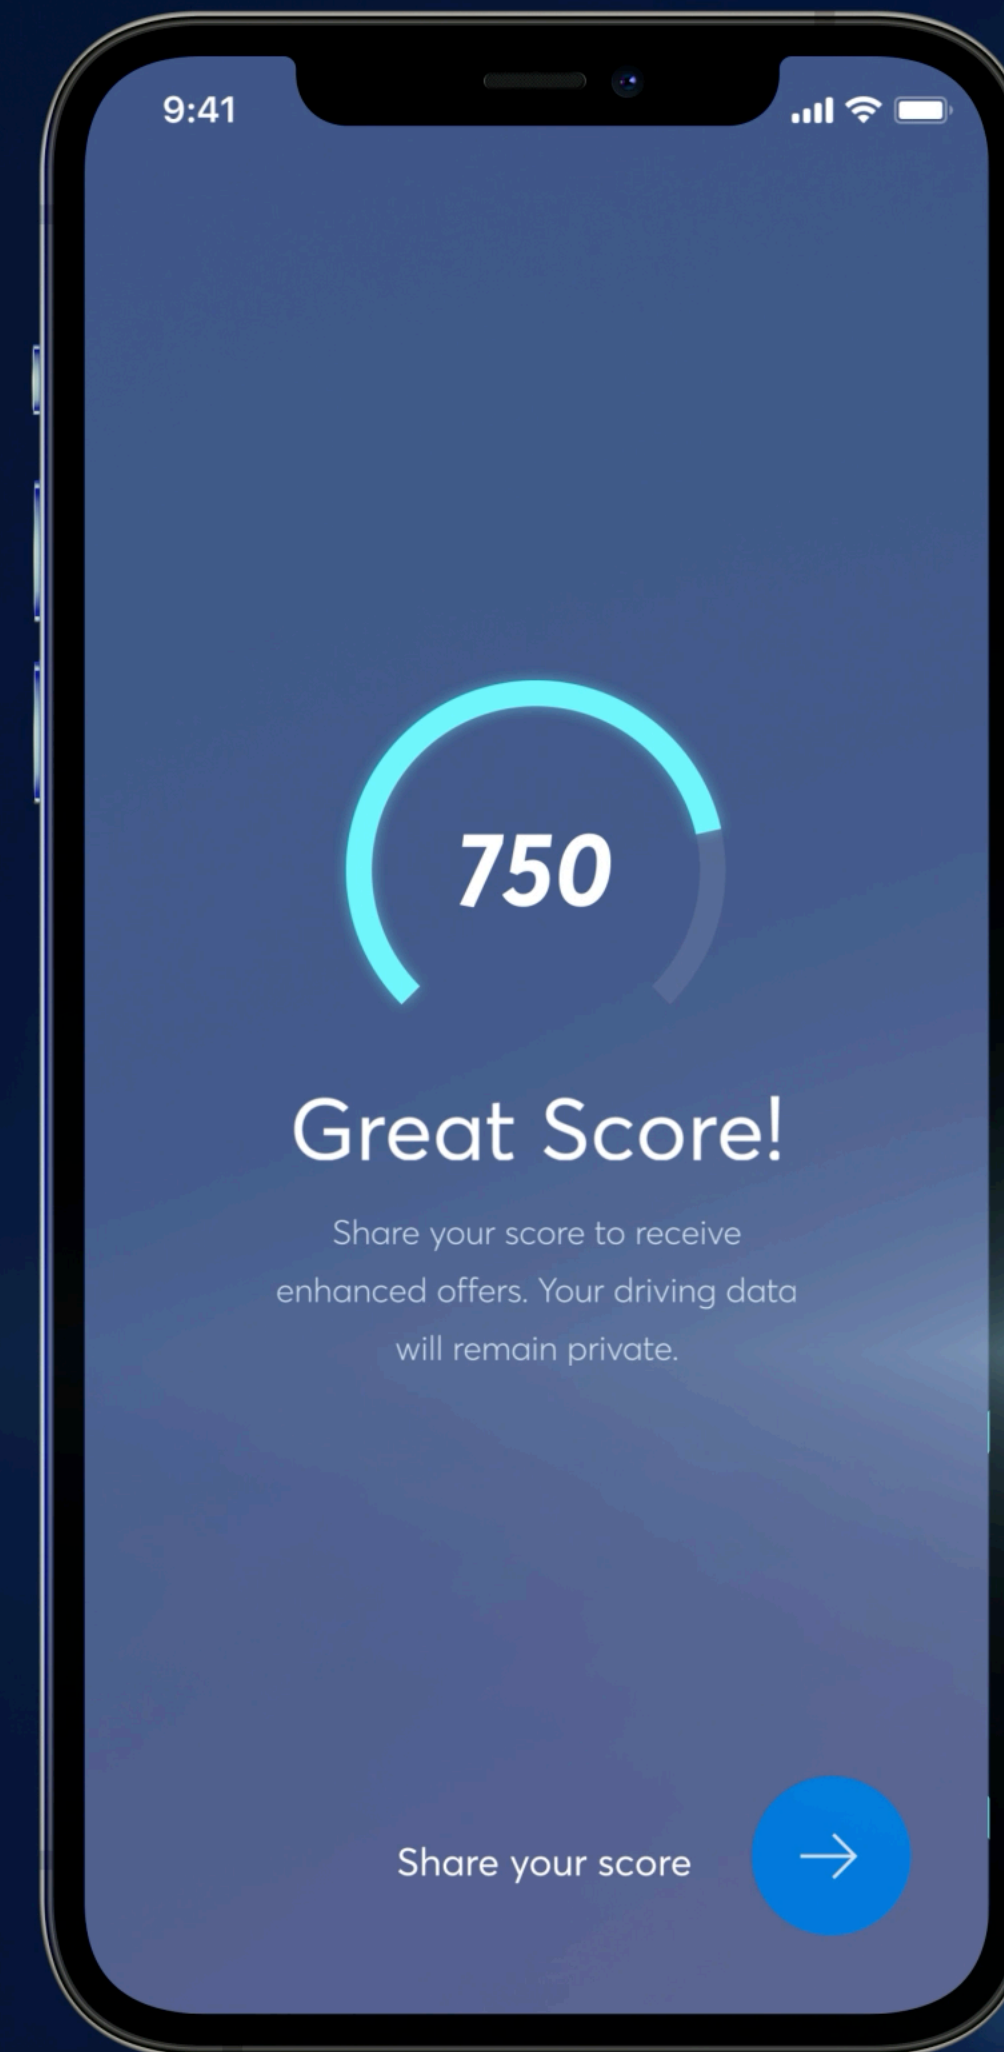 9:41
750
Great Score!
Share your score to receive
enhanced offers. Your driving data
will remain private.
Share your score